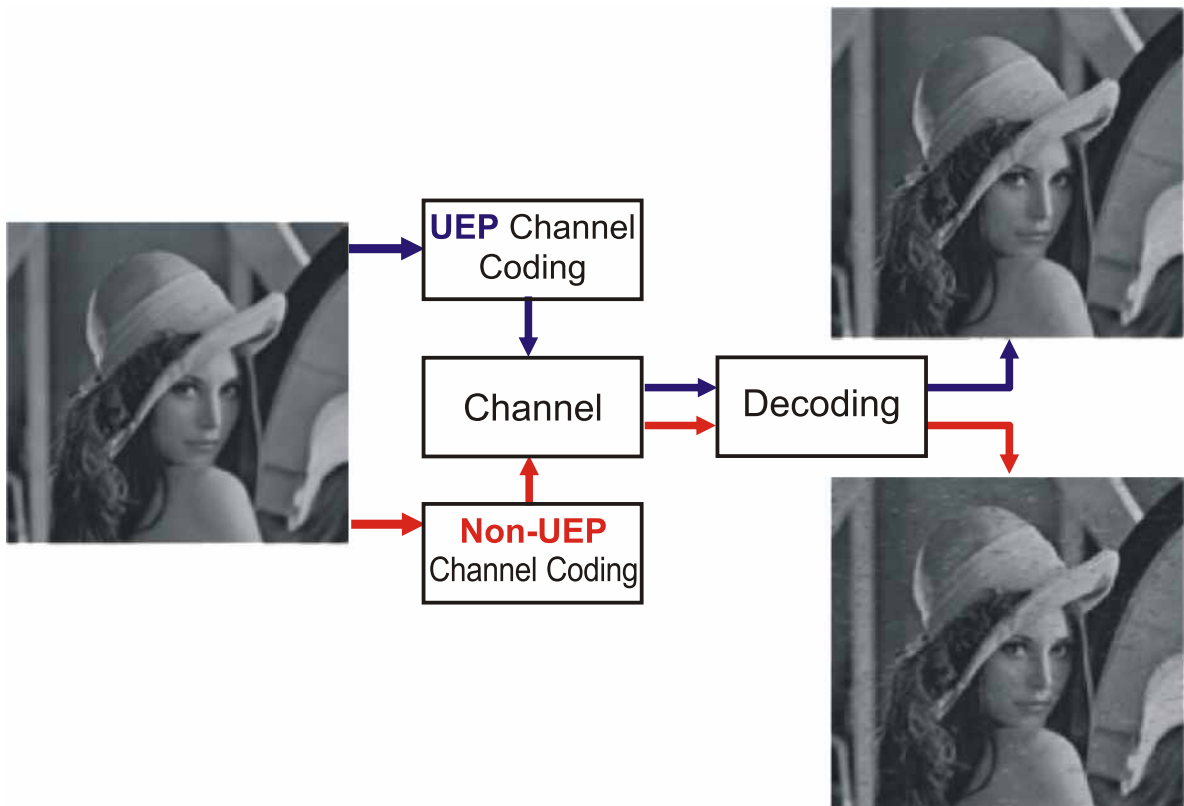 UEP Channel
Coding
Channel
Decoding
Non-UEP
Channel Coding